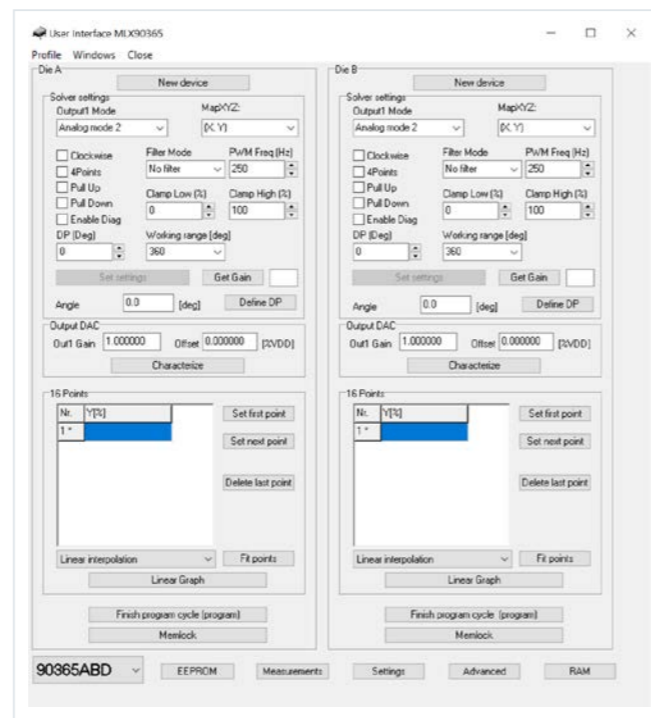 User Interface MLX90365
Profile Windows Close
Die A
New device
Solver settings
Output1 Mode MapXYZ:
Analog mode 2 (X, Y)
Clockwise
4Points
Pull Up
Pull Down
Enable Diag
Filter Mode PWM Freq (Hz)
No filter 250
Clamp Low (%) Clamp High (%)
0 100
DP (Deg) Working range [deg]
0 360
Set settings Get Gain
Angle 0.0 [deg] Define DP
Output DAC
Out1 Gain 1.000000 Offset 0.000000 [%VDD]
Characterize
16 Points
Nr. Y[%]
1 *
Set first point
Set next point
Delete last point
Linear interpolation Fit points
Linear Graph
Finish program cycle (program)
Memlock
Die B
New device
Solver settings
Output1 Mode MapXYZ:
Analog mode 2 (X, Y)
Clockwise
4Points
Pull Up
Pull Down
Enable Diag
Filter Mode PWM Freq (Hz)
No filter 250
Clamp Low (%) Clamp High (%)
0 100
DP (Deg) Working range [deg]
0 360
Set settings Get Gain
Angle 0.0 [deg] Define DP
Output DAC
Out1 Gain 1.000000 Offset 0.000000 [%VDD]
Characterize
16 Points
Nr. Y[%]
1 *
Set first point
Set next point
Delete last point
Linear interpolation Fit points
Linear Graph
Finish program cycle (program)
Memlock
90365ABD EEPROM Measurements Settings Advanced RAM